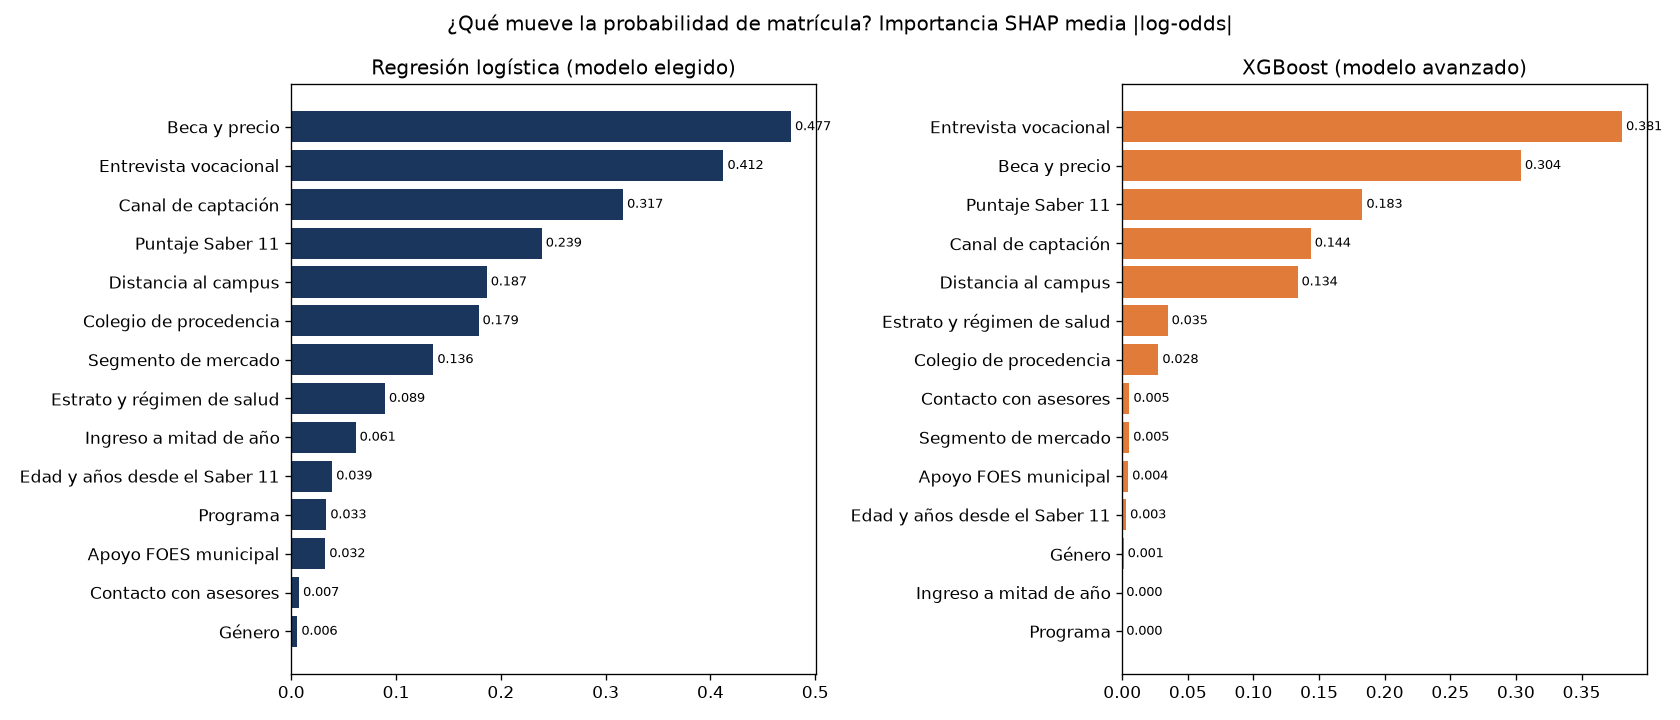 ¿Qué mueve la probabilidad de matrícula? Importancia SHAP media |log-odds|
Regresión logística (modelo elegido)
Beca y precio 0.477
Entrevista vocacional 0.412
Canal de captación 0.317
Puntaje Saber 11 0.239
Distancia al campus 0.187
Colegio de procedencia 0.179
Segmento de mercado 0.136
Estrato y régimen de salud 0.089
Ingreso a mitad de año 0.061
Edad y años desde el Saber 11 0.039
Programa 0.033
Apoyo FOES municipal 0.032
Contacto con asesores 0.007
Género 0.006
0.0 0.1 0.2 0.3 0.4 0.5
XGBoost (modelo avanzado)
Entrevista vocacional 0.381
Beca y precio 0.304
Puntaje Saber 11 0.183
Canal de captación 0.144
Distancia al campus 0.134
Estrato y régimen de salud 0.035
Colegio de procedencia 0.028
Contacto con asesores 0.005
Segmento de mercado 0.005
Apoyo FOES municipal 0.004
Edad y años desde el Saber 11 0.003
Género 0.001
Ingreso a mitad de año 0.000
Programa 0.000
0.00 0.05 0.10 0.15 0.20 0.25 0.30 0.35